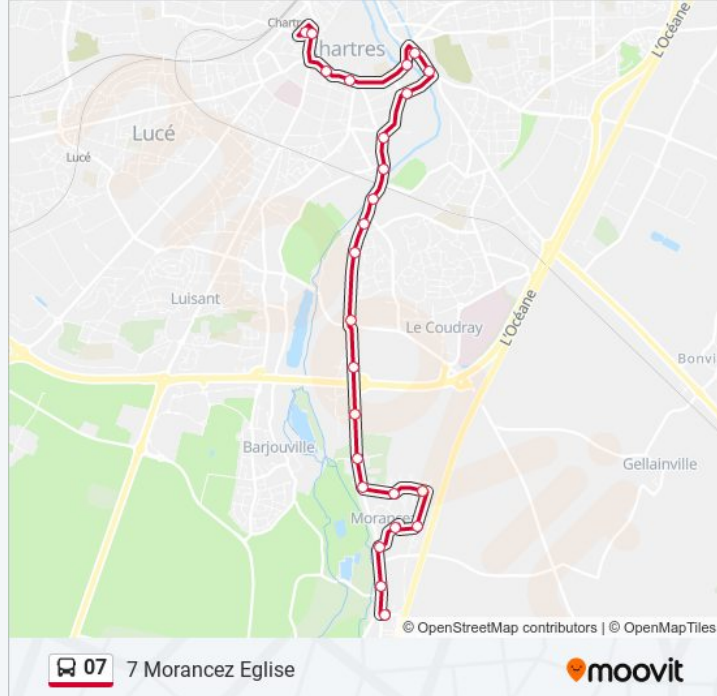 Chartr
Chartres
L'Océane
Lucé
Lucé
Luisant
Le Coudray
L'Océane
Bonvi
Barjouville
Gellainville
Morancez
© OpenStreetMap contributors | © OpenMapTiles
07 7 Morancez Eglise
moovit